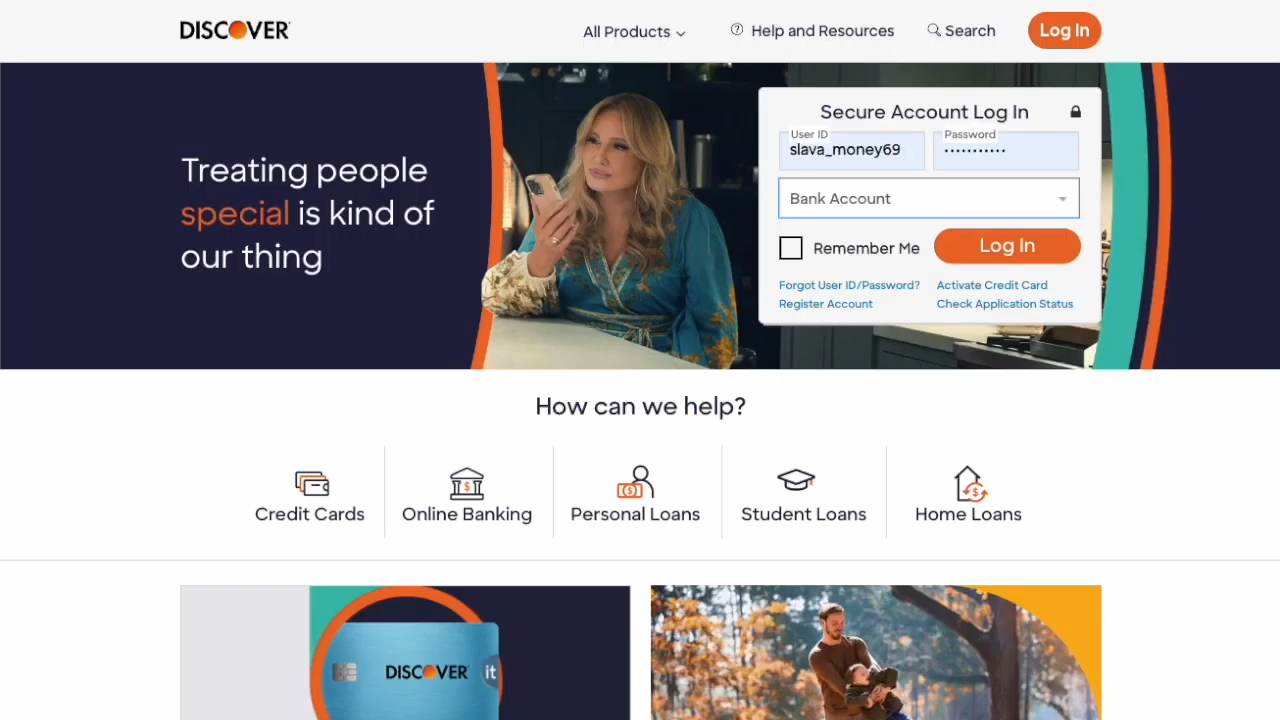 DISCOVER
All Products
Help and Resources
Search
Log In
Treating people
special is kind of
our thing
Secure Account Log In
User ID
slava_money69
Password
•••••••••••
Bank Account
Remember Me
Log In
Forgot User ID/Password?
Activate Credit Card
Register Account
Check Application Status
How can we help?
Credit Cards
Online Banking
Personal Loans
Student Loans
Home Loans
DISCOVER
it